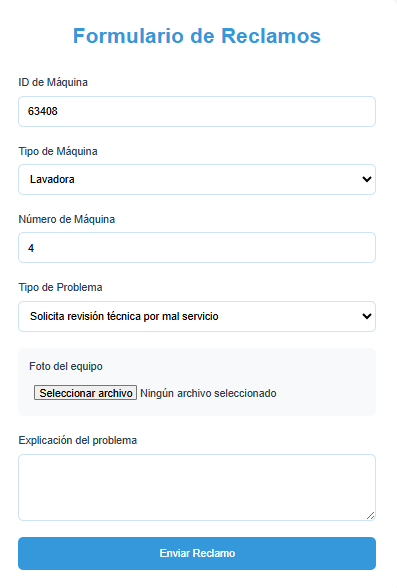 Formulario de Reclamos
ID de Máquina
63408
Tipo de Máquina
Lavadora
Número de Máquina
4
Tipo de Problema
Solicita revisión técnica por mal servicio
Foto del equipo
Seleccionar archivo Ningún archivo seleccionado
Explicación del problema
Enviar Reclamo